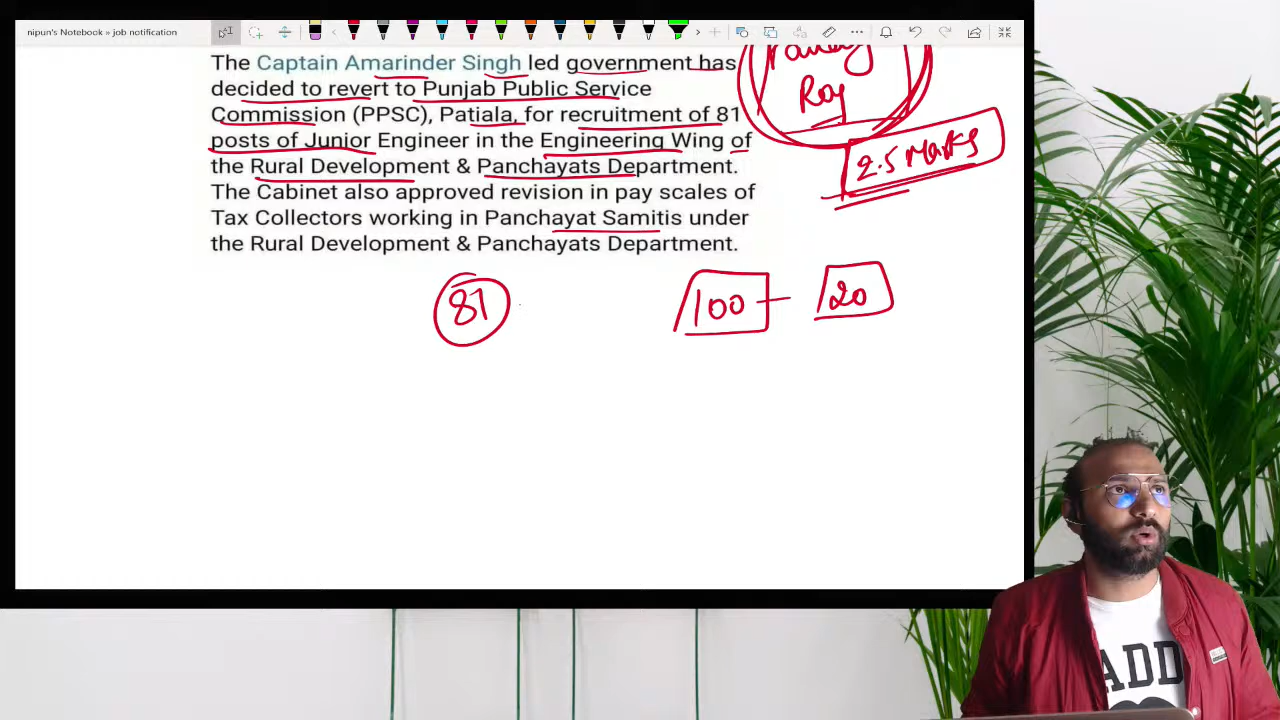 nipun's Notebook » job notification
The Captain Amarinder Singh led government has
decided to revert to Punjab Public Service
Commission (PPSC), Patiala, for recruitment of 81
posts of Junior Engineer in the Engineering Wing of
the Rural Development & Panchayats Department.
The Cabinet also approved revision in pay scales of
Tax Collectors working in Panchayat Samitis under
the Rural Development & Panchayats Department.
Roy
2.5 Marks
81
100 - 20
ADD